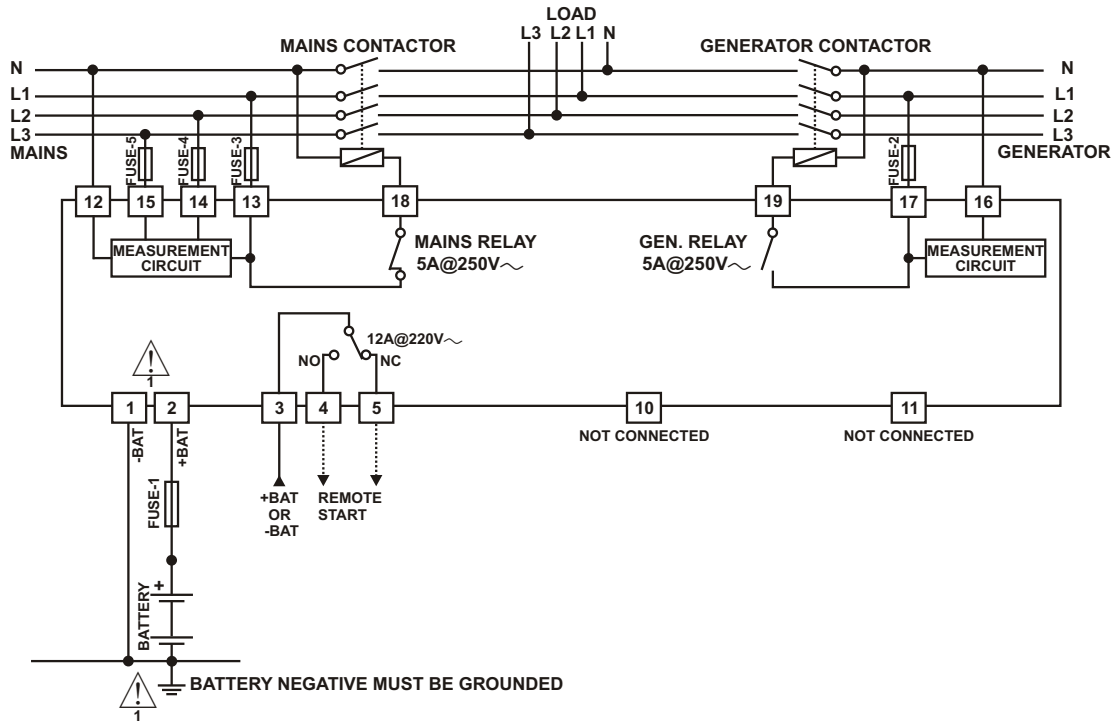 LOAD
L3 L2 L1 N
MAINS CONTACTOR
GENERATOR CONTACTOR
N
L1
L2
L3
MAINS
N
L1
L2
L3
GENERATOR
FUSE-5
FUSE-4
FUSE-3
FUSE-2
12
15
14
13
18
19
17
16
MEASUREMENT
CIRCUIT
MAINS RELAY
5A@250V~
GEN. RELAY
5A@250V~
MEASUREMENT
CIRCUIT
12A@220V~
NO
NC
!
1
1
2
3
4
5
10
11
-BAT
+BAT
NOT CONNECTED
NOT CONNECTED
FUSE-1
+BAT
OR
-BAT
REMOTE
START
BATTERY
+
BATTERY NEGATIVE MUST BE GROUNDED
!
1